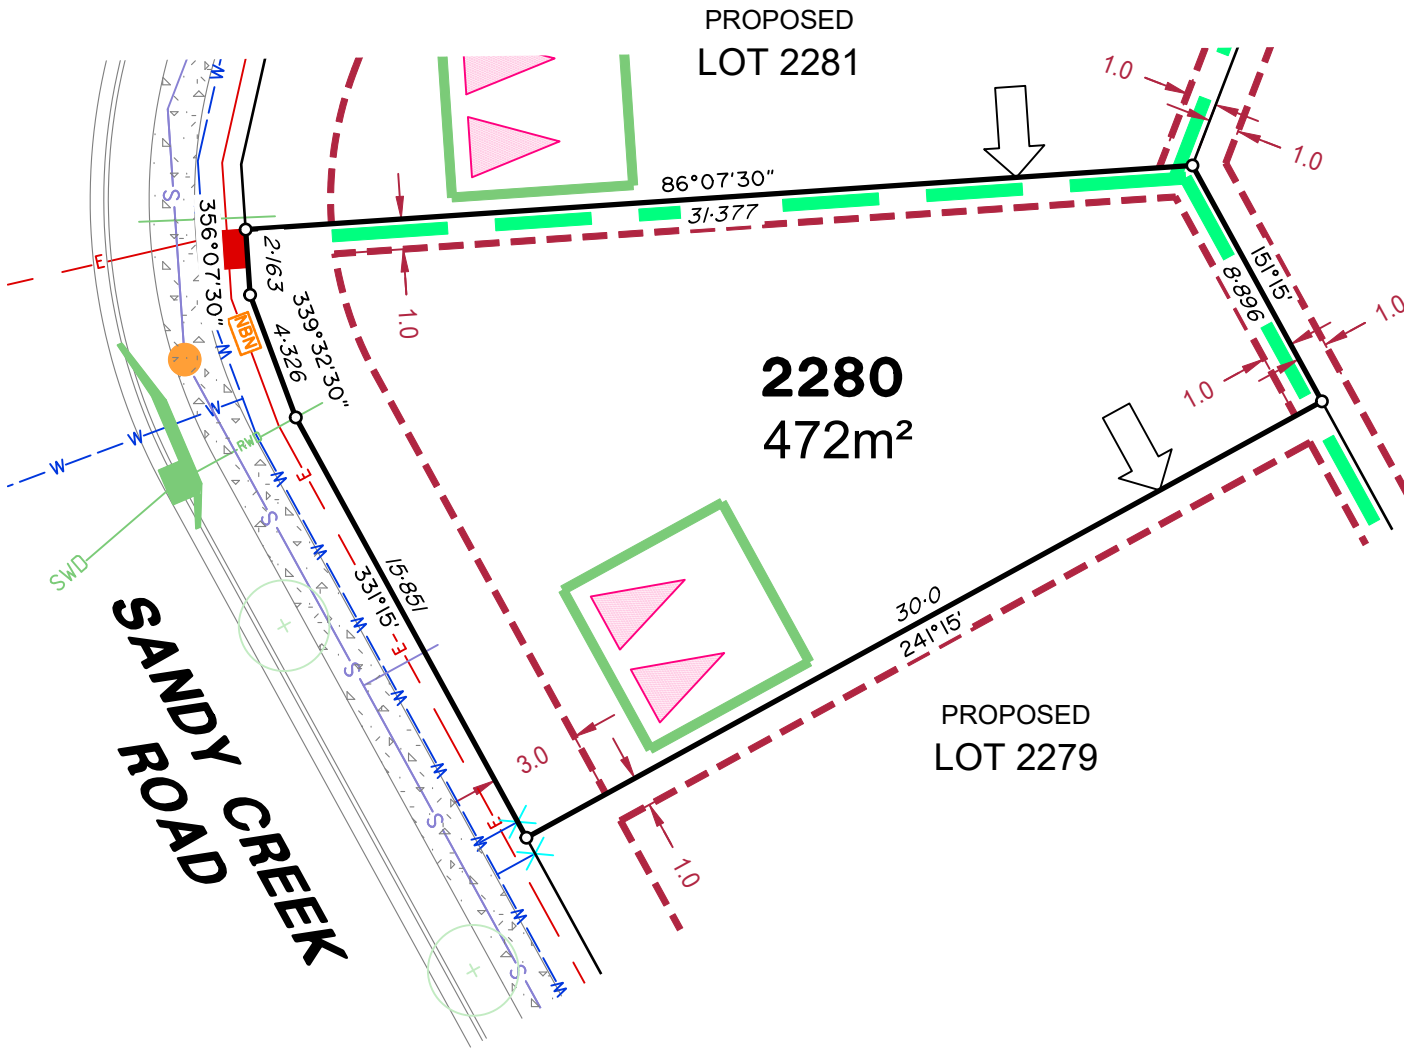 PROPOSED
LOT 2281
1.0
1.0
86°07'30"
31·377
S
W
E
356°07'30"
2·163
339°32'30"
4·326
NBN
1.0
151°15'
8·896
1.0
1.0
2280
472m²
W
W
W
W
RWD
E
W
S
SWD
W
15·851
331°15'
E
S
W
30·0
241°15'
SANDY CREEK
ROAD
PROPOSED
LOT 2279
3.0
W
S
E
W
1.0
W
S
W